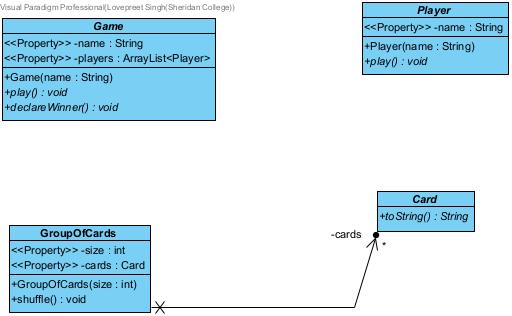 Visual Paradigm Professional(Lovepreet Singh(Sheridan College))
Game
<<Property>> -name : String
<<Property>> -players : ArrayList<Player>
+Game(name : String)
+play() : void
+declareWinner() : void
Player
<<Property>> -name : String
+Player(name : String)
+play() : void
Card
+toString() : String
-cards
*
GroupOfCards
<<Property>> -size : int
<<Property>> -cards : Card
+GroupOfCards(size : int)
+shuffle() : void